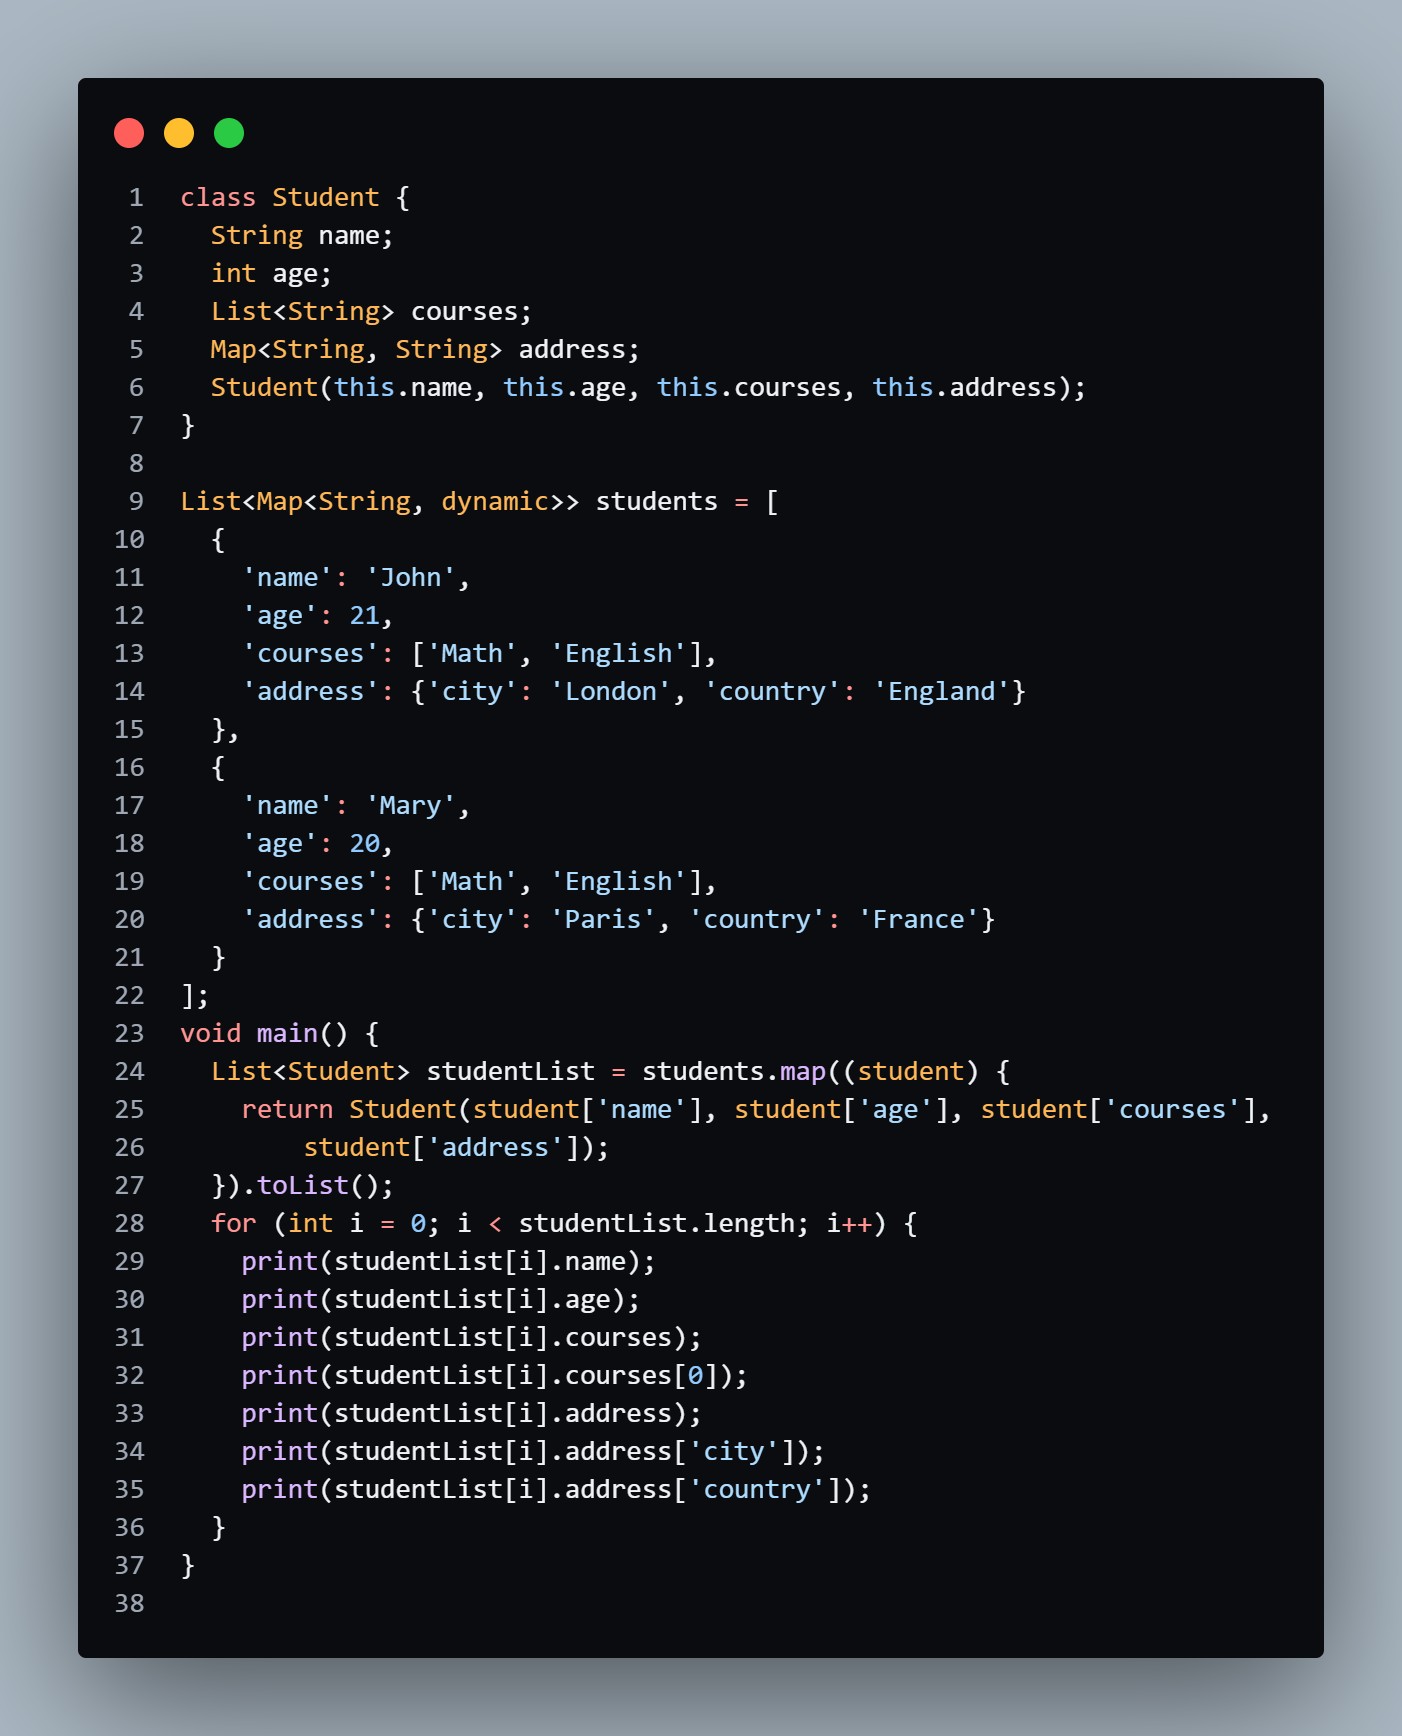 1 class Student {
2   String name;
3   int age;
4   List<String> courses;
5   Map<String, String> address;
6   Student(this.name, this.age, this.courses, this.address);
7 }
8
9 List<Map<String, dynamic>> students = [
10   {
11     'name': 'John',
12     'age': 21,
13     'courses': ['Math', 'English'],
14     'address': {'city': 'London', 'country': 'England'}
15   },
16   {
17     'name': 'Mary',
18     'age': 20,
19     'courses': ['Math', 'English'],
20     'address': {'city': 'Paris', 'country': 'France'}
21   }
22 ];
23 void main() {
24   List<Student> studentList = students.map((student) {
25     return Student(student['name'], student['age'], student['courses'],
26         student['address']);
27   }).toList();
28   for (int i = 0; i < studentList.length; i++) {
29     print(studentList[i].name);
30     print(studentList[i].age);
31     print(studentList[i].courses);
32     print(studentList[i].courses[0]);
33     print(studentList[i].address);
34     print(studentList[i].address['city']);
35     print(studentList[i].address['country']);
36   }
37 }
38